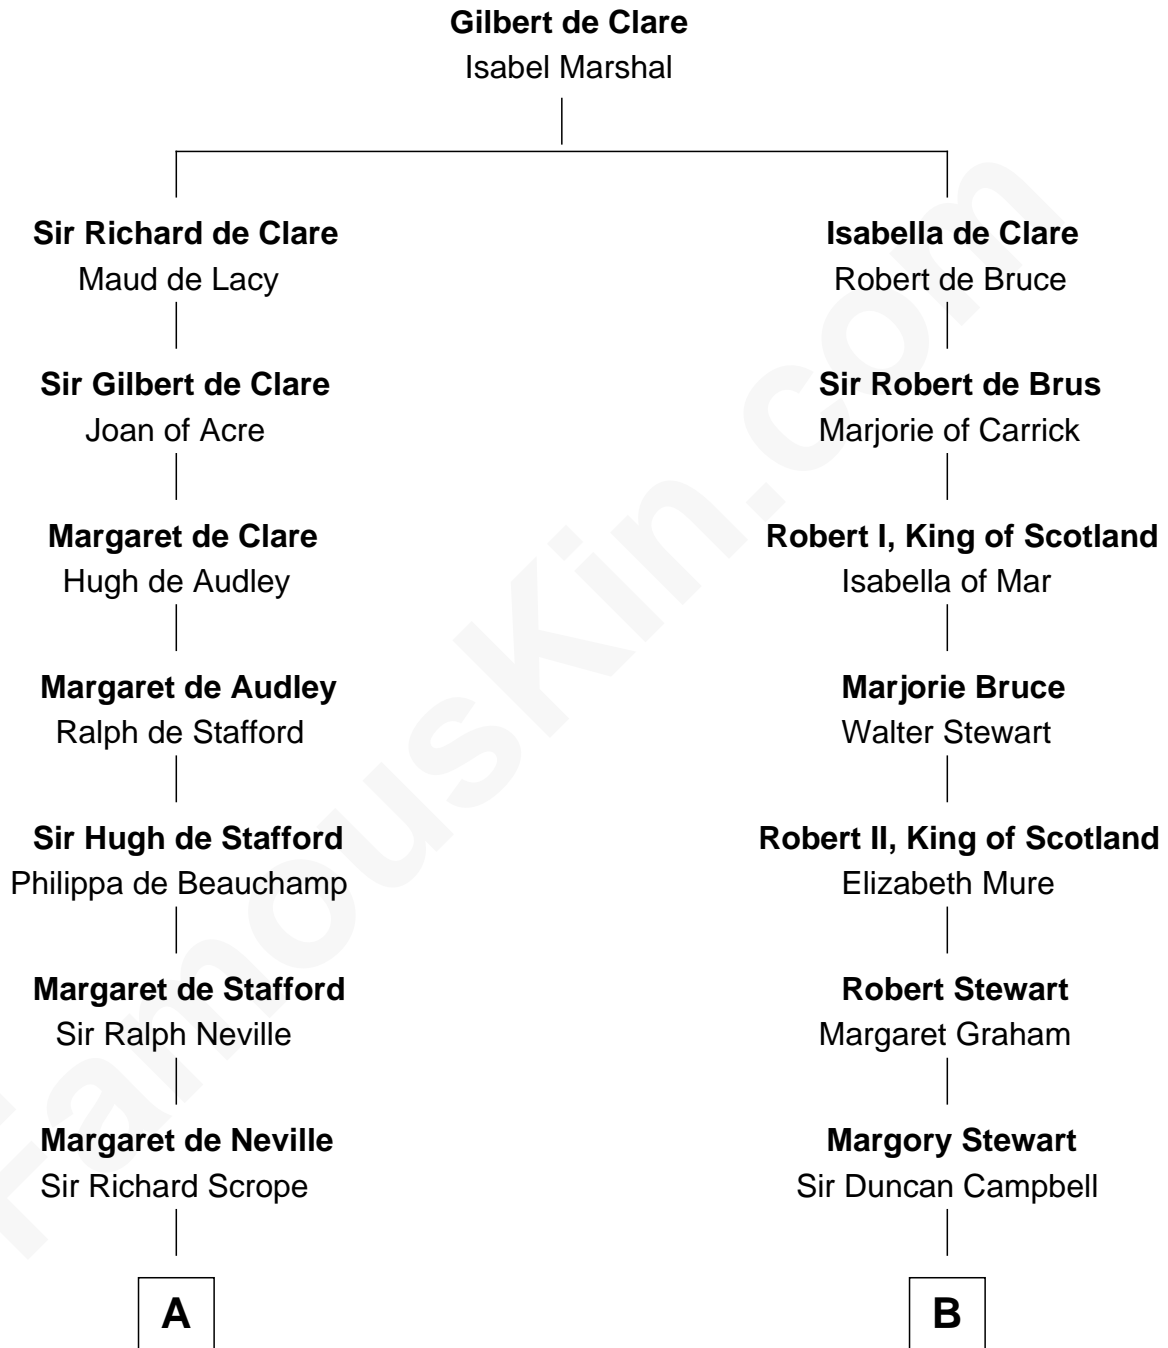 Gilbert de Clare
Isabel Marshal
Sir Richard de Clare
Maud de Lacy
Isabella de Clare
Robert de Bruce
Sir Gilbert de Clare
Joan of Acre
Sir Robert de Brus
Marjorie of Carrick
Margaret de Clare
Hugh de Audley
Robert I, King of Scotland
Isabella of Mar
Margaret de Audley
Ralph de Stafford
Marjorie Bruce
Walter Stewart
Sir Hugh de Stafford
Philippa de Beauchamp
Robert II, King of Scotland
Elizabeth Mure
Margaret de Stafford
Sir Ralph Neville
Robert Stewart
Margaret Graham
Margaret de Neville
Sir Richard Scrope
Margory Stewart
Sir Duncan Campbell
A
B
FamousKin.com